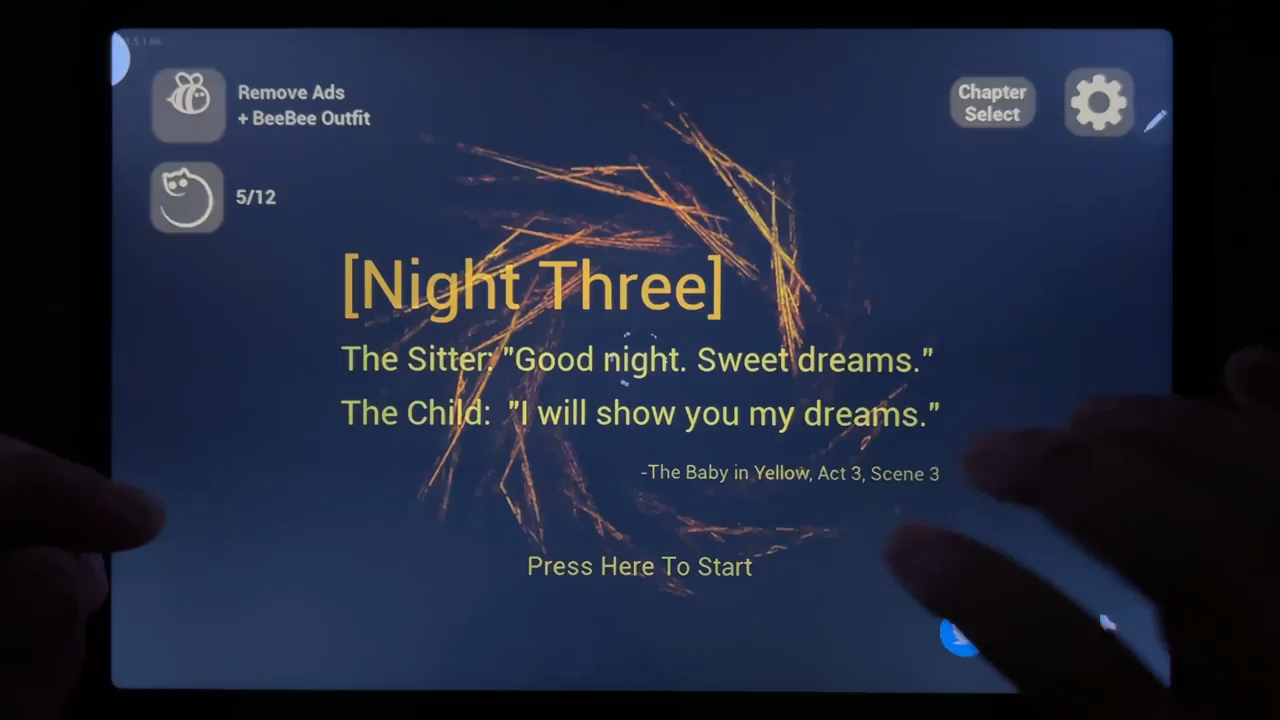 Remove Ads
+ BeeBee Outfit
Chapter
Select
5/12
[Night Three]
The Sitter: "Good night. Sweet dreams."
The Child:  "I will show you my dreams."
-The Baby in Yellow, Act 3, Scene 3
Press Here To Start